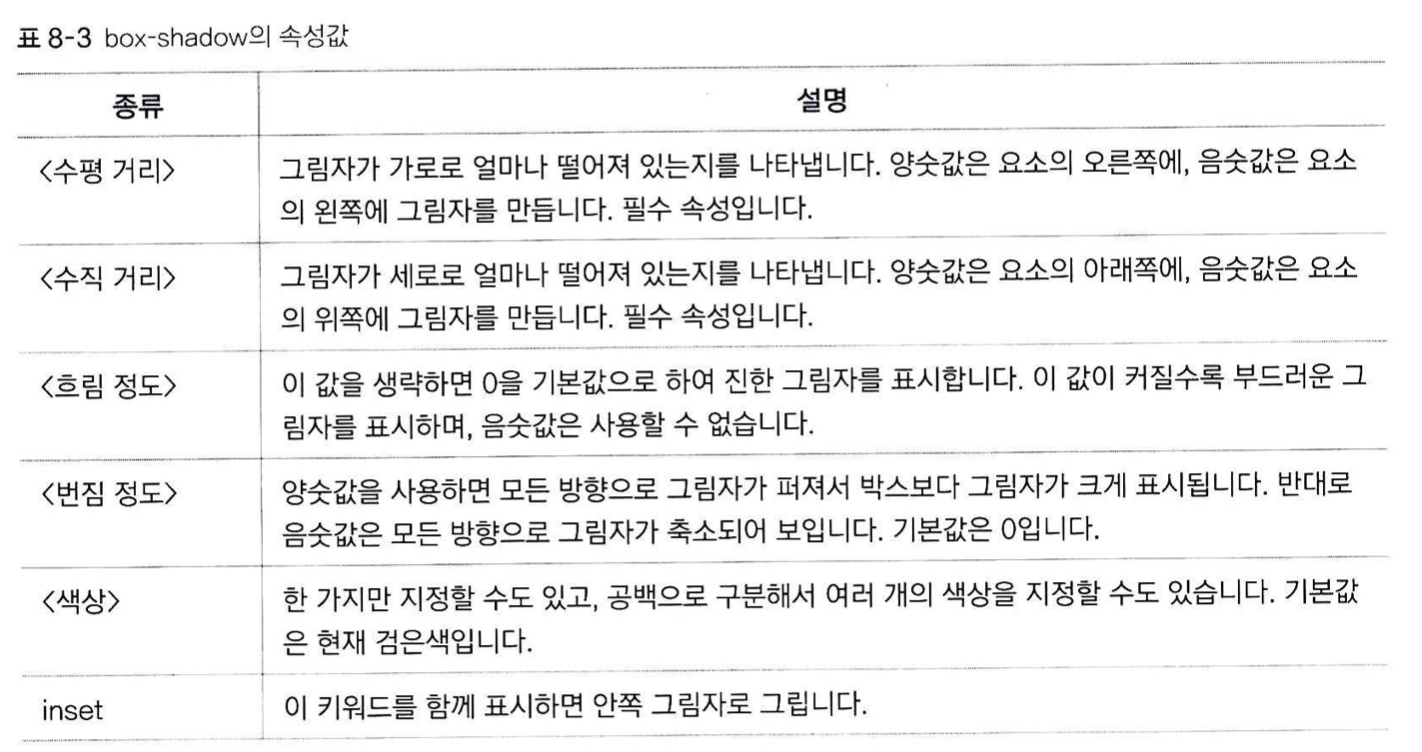 표 8-3 box-shadow의 속성값
종류 설명
<수평 거리> 그림자가 가로로 얼마나 떨어져 있는지를 나타냅니다. 양숫값은 요소의 오른쪽에, 음숫값은 요소
의 왼쪽에 그림자를 만듭니다. 필수 속성입니다.
<수직 거리> 그림자가 세로로 얼마나 떨어져 있는지를 나타냅니다. 양숫값은 요소의 아래쪽에, 음숫값은 요소
의 위쪽에 그림자를 만듭니다. 필수 속성입니다.
<흐림 정도> 이 값을 생략하면 0을 기본값으로 하여 진한 그림자를 표시합니다. 이 값이 커질수록 부드러운 그
림자를 표시하며, 음숫값은 사용할 수 없습니다.
<번짐 정도> 양숫값을 사용하면 모든 방향으로 그림자가 퍼져서 박스보다 그림자가 크게 표시됩니다. 반대로
음숫값은 모든 방향으로 그림자가 축소되어 보입니다. 기본값은 0입니다.
<색상> 한 가지만 지정할 수도 있고, 공백으로 구분해서 여러 개의 색상을 지정할 수도 있습니다. 기본값
은 현재 검은색입니다.
inset 이 키워드를 함께 표시하면 안쪽 그림자로 그립니다.